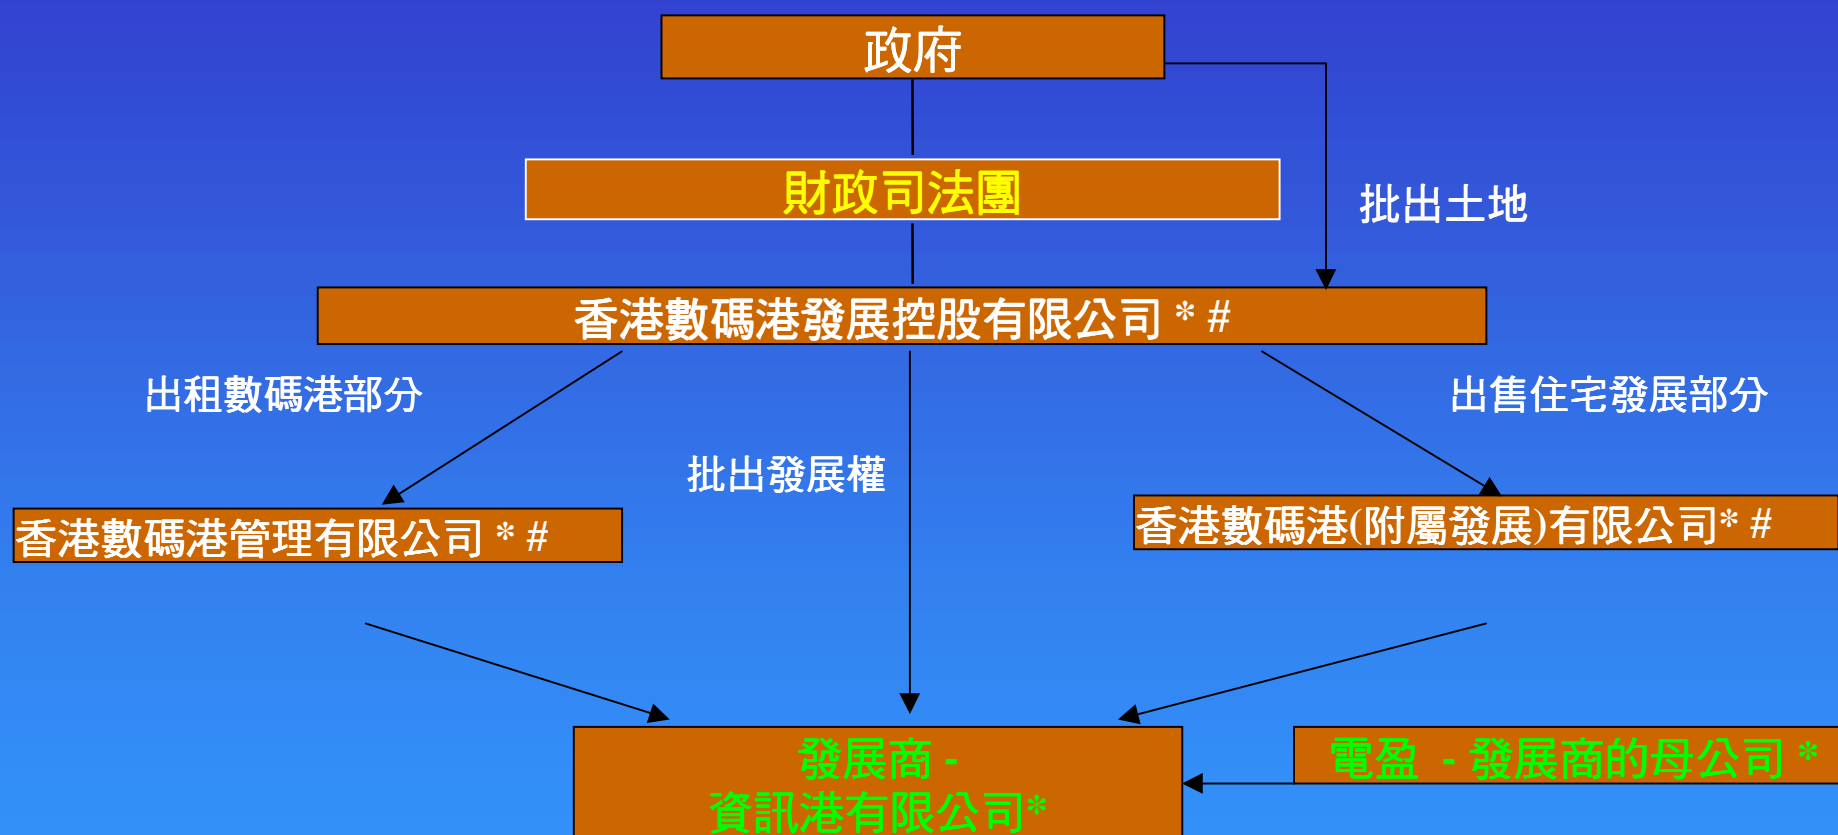 政府
財政司法團
批出土地
香港數碼港發展控股有限公司 * #
出租數碼港部分
出售住宅發展部分
批出發展權
香港數碼港管理有限公司 * #
香港數碼港(附屬發展)有限公司* #
發展商 -
資訊港有限公司*
電盈 - 發展商的母公司 *